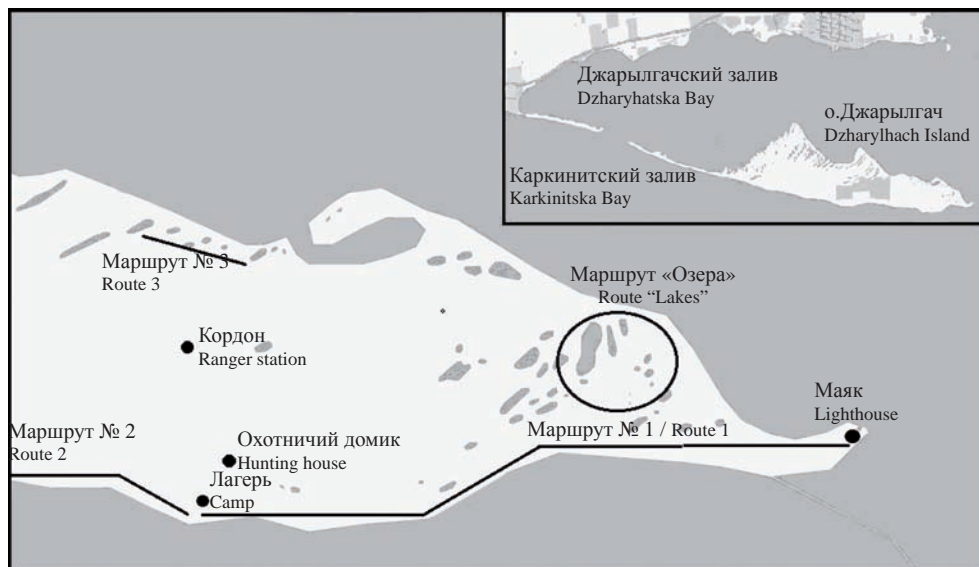 Джарылгачский залив
Dzharyhatska Bay
о.Джарылгач
Dzharylhach Island
Каркинитский залив
Karkinitska Bay
Маршрут № 3
Route 3
Маршрут «Озера»
Route “Lakes”
Кордон
Ranger station
Маяк
Lighthouse
Маршрут № 2
Route 2
Охотничий домик
Hunting house
Маршрут № 1 / Route 1
Лагерь
Camp